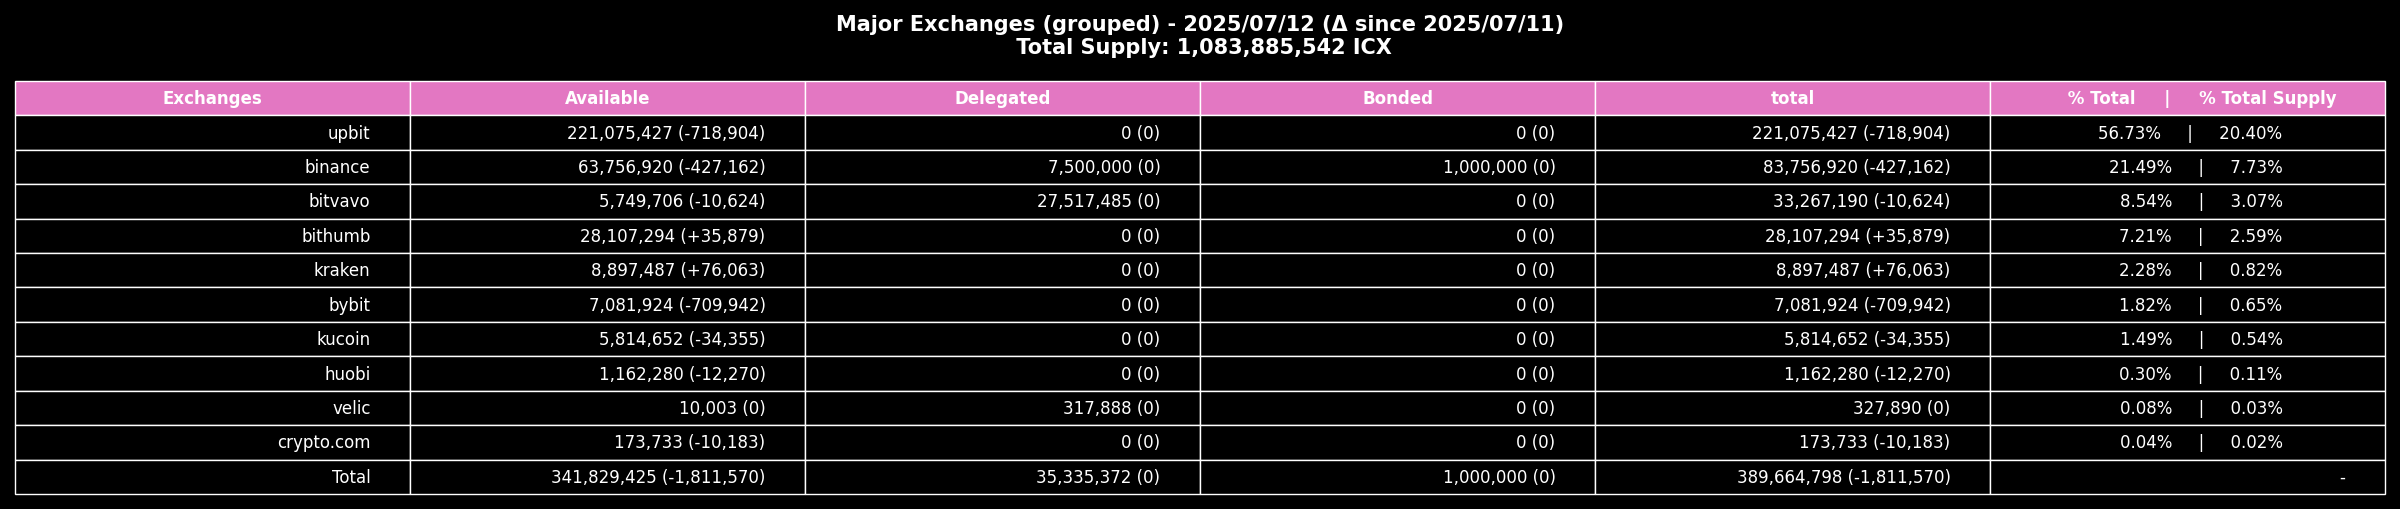 Major Exchanges (grouped) - 2025/07/12 (Δ since 2025/07/11)
Total Supply: 1,083,885,542 ICX
Exchanges Available Delegated Bonded total % Total | % Total Supply
upbit 221,075,427 (-718,904) 0 (0) 0 (0) 221,075,427 (-718,904) 56.73% | 20.40%
binance 63,756,920 (-427,162) 7,500,000 (0) 1,000,000 (0) 83,756,920 (-427,162) 21.49% | 7.73%
bitvavo 5,749,706 (-10,624) 27,517,485 (0) 0 (0) 33,267,190 (-10,624) 8.54% | 3.07%
bithumb 28,107,294 (+35,879) 0 (0) 0 (0) 28,107,294 (+35,879) 7.21% | 2.59%
kraken 8,897,487 (+76,063) 0 (0) 0 (0) 8,897,487 (+76,063) 2.28% | 0.82%
bybit 7,081,924 (-709,942) 0 (0) 0 (0) 7,081,924 (-709,942) 1.82% | 0.65%
kucoin 5,814,652 (-34,355) 0 (0) 0 (0) 5,814,652 (-34,355) 1.49% | 0.54%
huobi 1,162,280 (-12,270) 0 (0) 0 (0) 1,162,280 (-12,270) 0.30% | 0.11%
velic 10,003 (0) 317,888 (0) 0 (0) 327,890 (0) 0.08% | 0.03%
crypto.com 173,733 (-10,183) 0 (0) 0 (0) 173,733 (-10,183) 0.04% | 0.02%
Total 341,829,425 (-1,811,570) 35,335,372 (0) 1,000,000 (0) 389,664,798 (-1,811,570) -